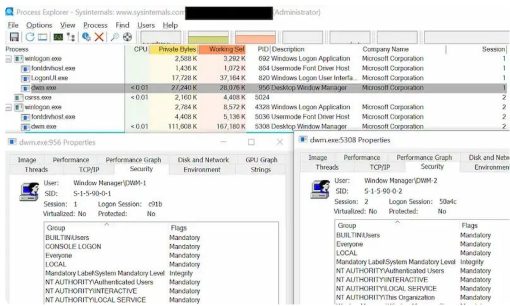 Process Explorer - Sysinternals: www.sysinternals.com
Administrator)
File Options View Process Find Users Help
Process CPU Private Bytes Working Set PID Description Company Name Session
winlogon.exe 2,588 K 3,292 K 692 Windows Logon Application Microsoft Corporation 1
fontdrvhost.exe 1,436 K 1,072 K 864 Usermode Font Driver Host Microsoft Corporation 1
LogonUI.exe 17,728 K 37,164 K 820 Windows Logon User Interfa... Microsoft Corporation 1
dwm.exe <0.01 27,240 K 28,076 K 956 Desktop Window Manager Microsoft Corporation 1
csrss.exe <0.01 2,160 K 4,408 K 5024 2
winlogon.exe 2,784 K 8,572 K 4328 Windows Logon Application Microsoft Corporation 2
fontdrvhost.exe 4,408 K 5,136 K 5036 Usermode Font Driver Host Microsoft Corporation 2
dwm.exe <0.01 111,608 K 167,180 K 5308 Desktop Window Manager Microsoft Corporation 2
dwm.exe:956 Properties
Image Performance Performance Graph Disk and Network GPU Graph
Threads TCP/IP Security Environment Strings
User: Window Manager\DWM-1
SID: S-1-5-90-0-1
Session: 1 Logon Session: c91b
Virtualized: No Protected: No
Group Flags
BUILTIN\Users Mandatory
CONSOLE LOGON Mandatory
Everyone Mandatory
LOCAL Mandatory
Mandatory Label\System Mandatory Level Integrity
NT AUTHORITY\Authenticated Users Mandatory
NT AUTHORITY\INTERACTIVE Mandatory
NT AUTHORITY\LOCAL SERVICE Mandatory
dwm.exe:5308 Properties
Image Performance Performance Graph Disk and Netw
Threads TCP/IP Security Environmen
User: Window Manager\DWM-2
SID: S-1-5-90-0-2
Session: 2 Logon Session: 59a4c
Virtualized: No Protected: No
Group Flags
BUILTIN\Users Mandatory
Everyone Mandatory
LOCAL Mandatory
Mandatory Label\System Mandatory Level Integrity
NT AUTHORITY\Authenticated Users Mandatory
NT AUTHORITY\INTERACTIVE Mandatory
NT AUTHORITY\LOCAL SERVICE Mandatory
NT AUTHORITY\This Organization Mandatory